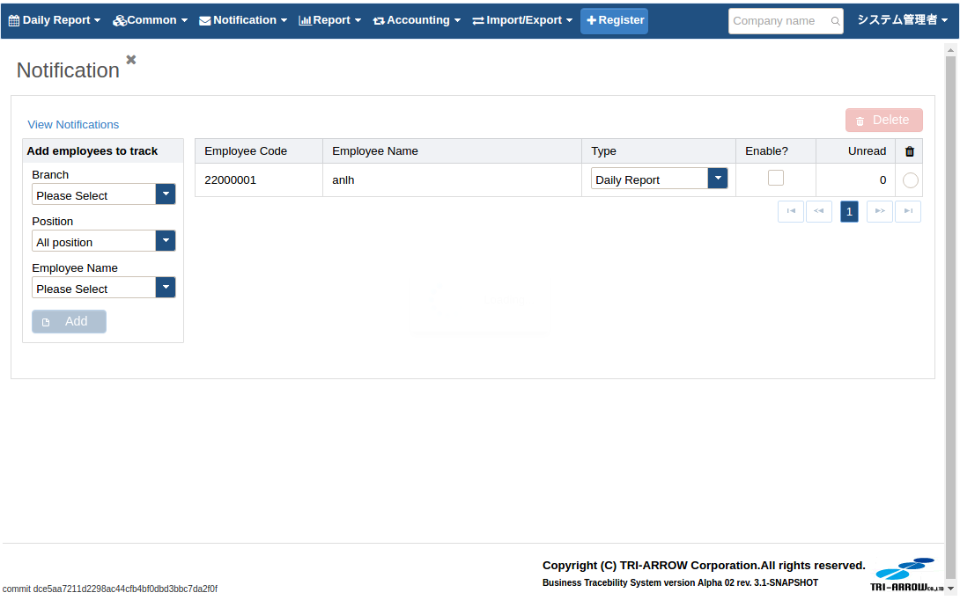 Daily Report Common Notification Report Accounting Import/Export Register Company name システム管理者
Notification
View Notifications
Delete
Add employees to track
Branch
Please Select
Position
All position
Employee Name
Please Select
Add
Employee Code Employee Name Type Enable? Unread
22000001 anlh Daily Report 0
1
Copyright (C) TRI-ARROW Corporation.All rights reserved.
Business Tracebility System version Alpha 02 rev. 3.1-SNAPSHOT
TRI-ARROW CO.,LTD
commit dce5aa7211d2298ac44cfb4bf0dbd3bbc7da2f0f